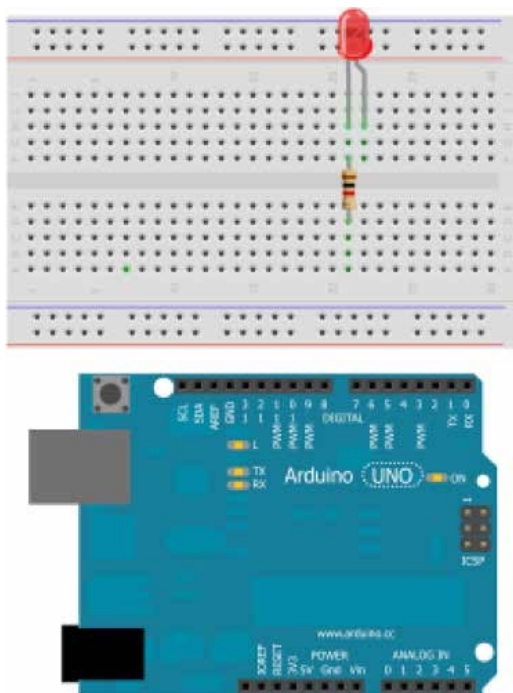 SCL
SDA
AREF
GND
13
12
PWM 11
PWM 10
PWM 9
8
7
PWM 6
PWM 5
4
PWM 3
2
TX 1
RX 0
DIGITAL
L
TX
RX
Arduino UNO
ON
1
ICSP
www.arduino.cc
POWER
ANALOG IN
IOREF
RESET
3V3
5V Gnd Vin
0 1 2 3 4 5